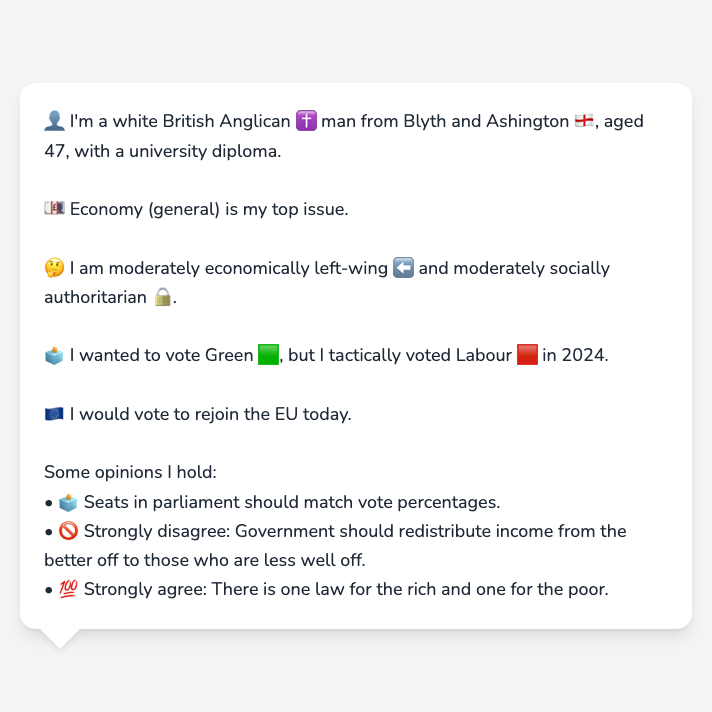 👤 I'm a white British Anglican ✝️ man from Blyth and Ashington 🏴󠁧󠁢󠁥󠁮󠁧󠁿, aged
47, with a university diploma.
💷 Economy (general) is my top issue.
🤔 I am moderately economically left-wing ⬅️ and moderately socially
authoritarian 🔒.
🗳️ I wanted to vote Green 🟩, but I tactically voted Labour 🟥 in 2024.
🇪🇺 I would vote to rejoin the EU today.
Some opinions I hold:
• 🗳️ Seats in parliament should match vote percentages.
• 🚫 Strongly disagree: Government should redistribute income from the
better off to those who are less well off.
• 💯 Strongly agree: There is one law for the rich and one for the poor.